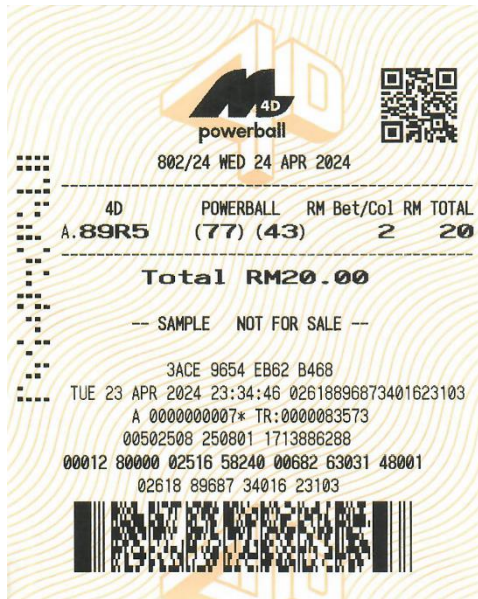 M 4D
powerball
802/24 WED 24 APR 2024
4D POWERBALL RM Bet/Col RM TOTAL
A.89R5 (77) (43) 2 20
Total RM20.00
-- SAMPLE NOT FOR SALE --
3ACE 9654 EB62 B468
TUE 23 APR 2024 23:34:46 02618896873401623103
A 0000000007* TR:0000083573
00502508 250801 1713886288
00012 80000 02516 58240 00682 63031 48001
02618 89687 34016 23103